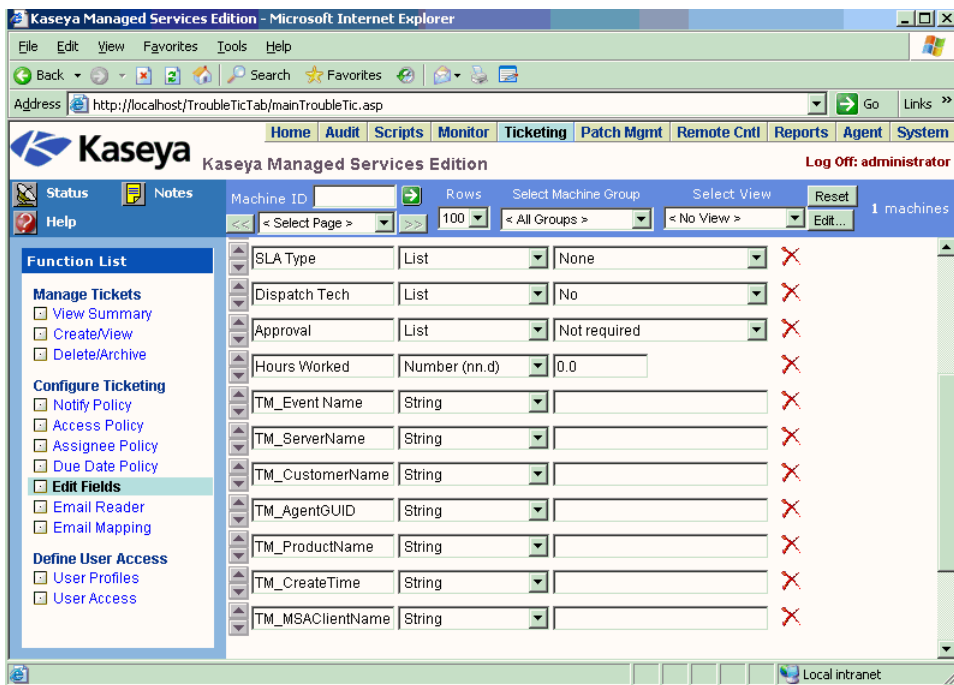 Kaseya Managed Services Edition - Microsoft Internet Explorer
File Edit View Favorites Tools Help
Back Search Favorites
Address http://localhost/TroubleTicTab/mainTroubleTic.asp Go Links »
Home Audit Scripts Monitor Ticketing Patch Mgmt Remote Cntl Reports Agent System
Kaseya Kaseya Managed Services Edition Log Off: administrator
Status Notes Machine ID Rows Select Machine Group Select View Reset
Help << < Select Page > >> 100 < All Groups > < No View > Edit... 1 machines
Function List
Manage Tickets
View Summary
Create/View
Delete/Archive
Configure Ticketing
Notify Policy
Access Policy
Assignee Policy
Due Date Policy
Edit Fields
Email Reader
Email Mapping
Define User Access
User Profiles
User Access
SLA Type List None
Dispatch Tech List No
Approval List Not required
Hours Worked Number (nn.d) 0.0
TM_Event Name String
TM_ServerName String
TM_CustomerName String
TM_AgentGUID String
TM_ProductName String
TM_CreateTime String
TM_MSAClientName String
Local intranet